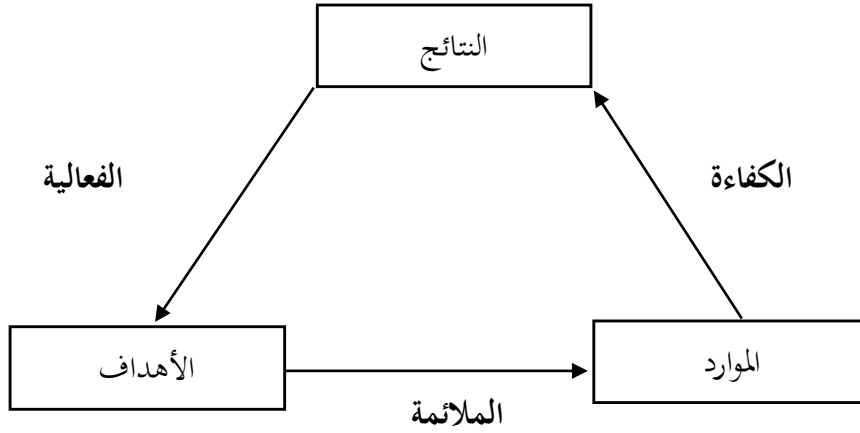 النتائج
الكفاءة
الفعالية
الموارد
الأهداف
الملائمة